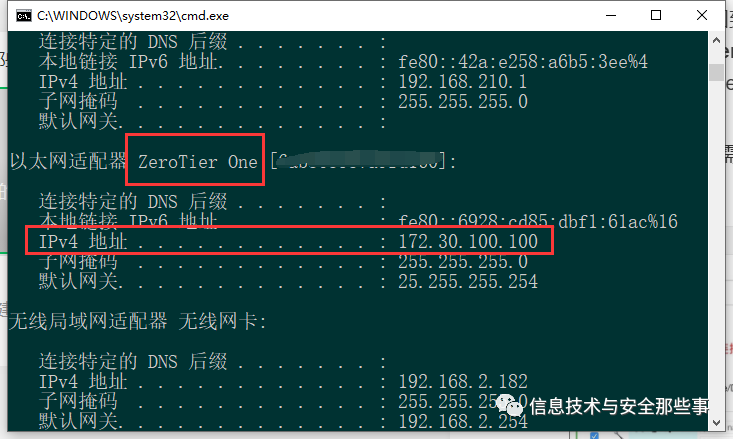 C:\WINDOWS\system32\cmd.exe
连接特定的 DNS 后缀 . . . . . . . :
本地链接 IPv6 地址. . . . . . . . : fe80::42a:e258:a6b5:3ee%4
IPv4 地址 . . . . . . . . . . . . : 192.168.210.1
子网掩码 . . . . . . . . . . . . : 255.255.255.0
默认网关. . . . . . . . . . . . . :
以太网适配器 ZeroTier One []:
连接特定的 DNS 后缀 . . . . . . . :
本地链接 IPv6 地址. . . . . . . . : fe80::6928:cd85:dbf1:61ac%16
IPv4 地址 . . . . . . . . . . . . : 172.30.100.100
子网掩码 . . . . . . . . . . . . : 255.255.255.0
默认网关. . . . . . . . . . . . . : 25.255.255.254
无线局域网适配器 无线网卡:
连接特定的 DNS 后缀 . . . . . . . :
IPv4 地址 . . . . . . . . . . . . : 192.168.2.182
子网掩码 . . . . . . . . . . . . :
默认网关. . . . . . . . . . . . . : 192.168.2.254
信息技术与安全那些事